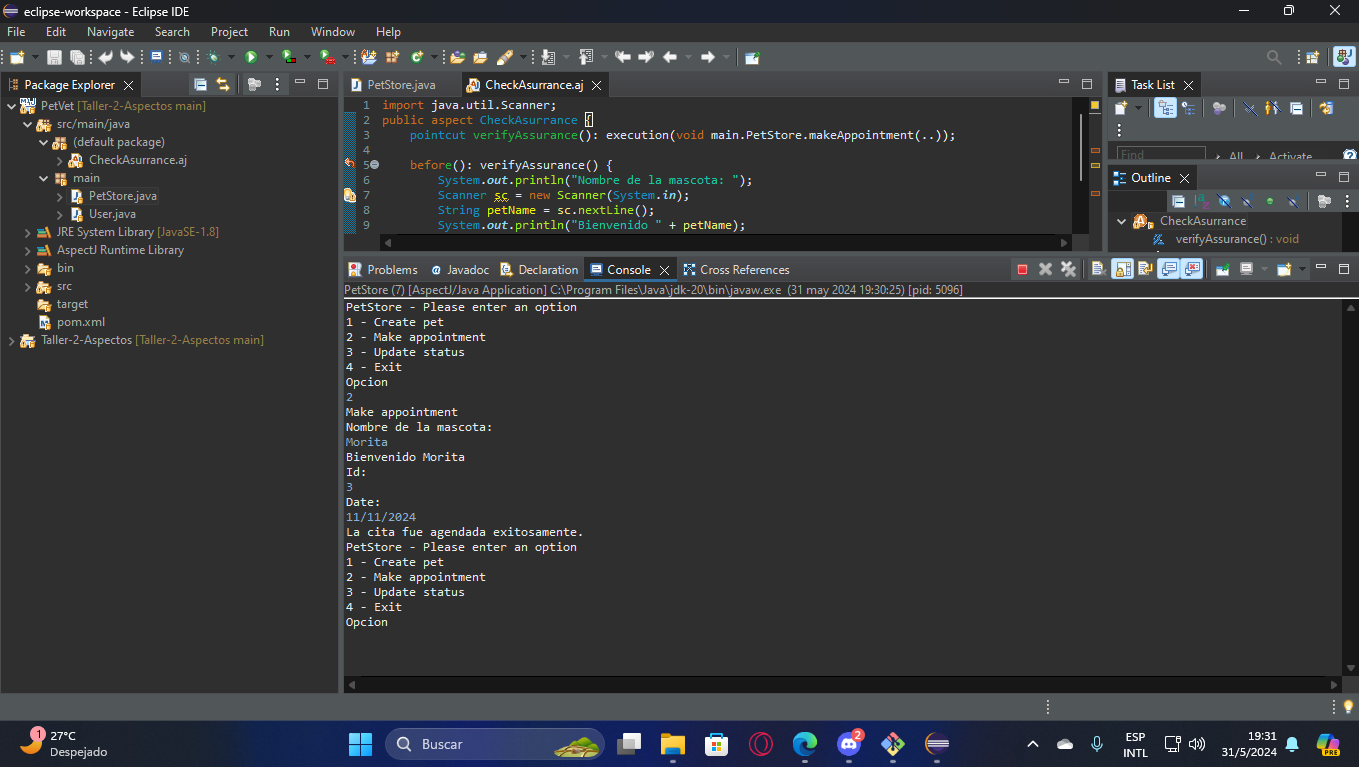 eclipse-workspace - Eclipse IDE
File Edit Navigate Search Project Run Window Help
Package Explorer
PetVet [Taller-2-Aspectos main]
src/main/java
(default package)
CheckAsurrance.aj
main
PetStore.java
User.java
JRE System Library [JavaSE-1.8]
AspectJ Runtime Library
bin
src
target
pom.xml
Taller-2-Aspectos [Taller-2-Aspectos main]
PetStore.java CheckAsurrance.aj
1 import java.util.Scanner;
2 public aspect CheckAsurrance {
3 pointcut verifyAssurance(): execution(void main.PetStore.makeAppointment(..));
4
5 before(): verifyAssurance() {
6 System.out.println("Nombre de la mascota: ");
7 Scanner sc = new Scanner(System.in);
8 String petName = sc.nextLine();
9 System.out.println("Bienvenido " + petName);
Task List
Find All Activate
Outline
CheckAsurrance
verifyAssurance() : void
Problems Javadoc Declaration Console Cross References
PetStore (7) [AspectJ/Java Application] C:\Program Files\Java\jdk-20\bin\javaw.exe (31 may 2024 19:30:25) [pid: 5096]
PetStore - Please enter an option
1 - Create pet
2 - Make appointment
3 - Update status
4 - Exit
Opcion
2
Make appointment
Nombre de la mascota:
Morita
Bienvenido Morita
Id:
3
Date:
11/11/2024
La cita fue agendada exitosamente.
PetStore - Please enter an option
1 - Create pet
2 - Make appointment
3 - Update status
4 - Exit
Opcion
1
27°C
Despejado
Buscar
2
ESP
INTL
19:31
31/5/2024
PRE